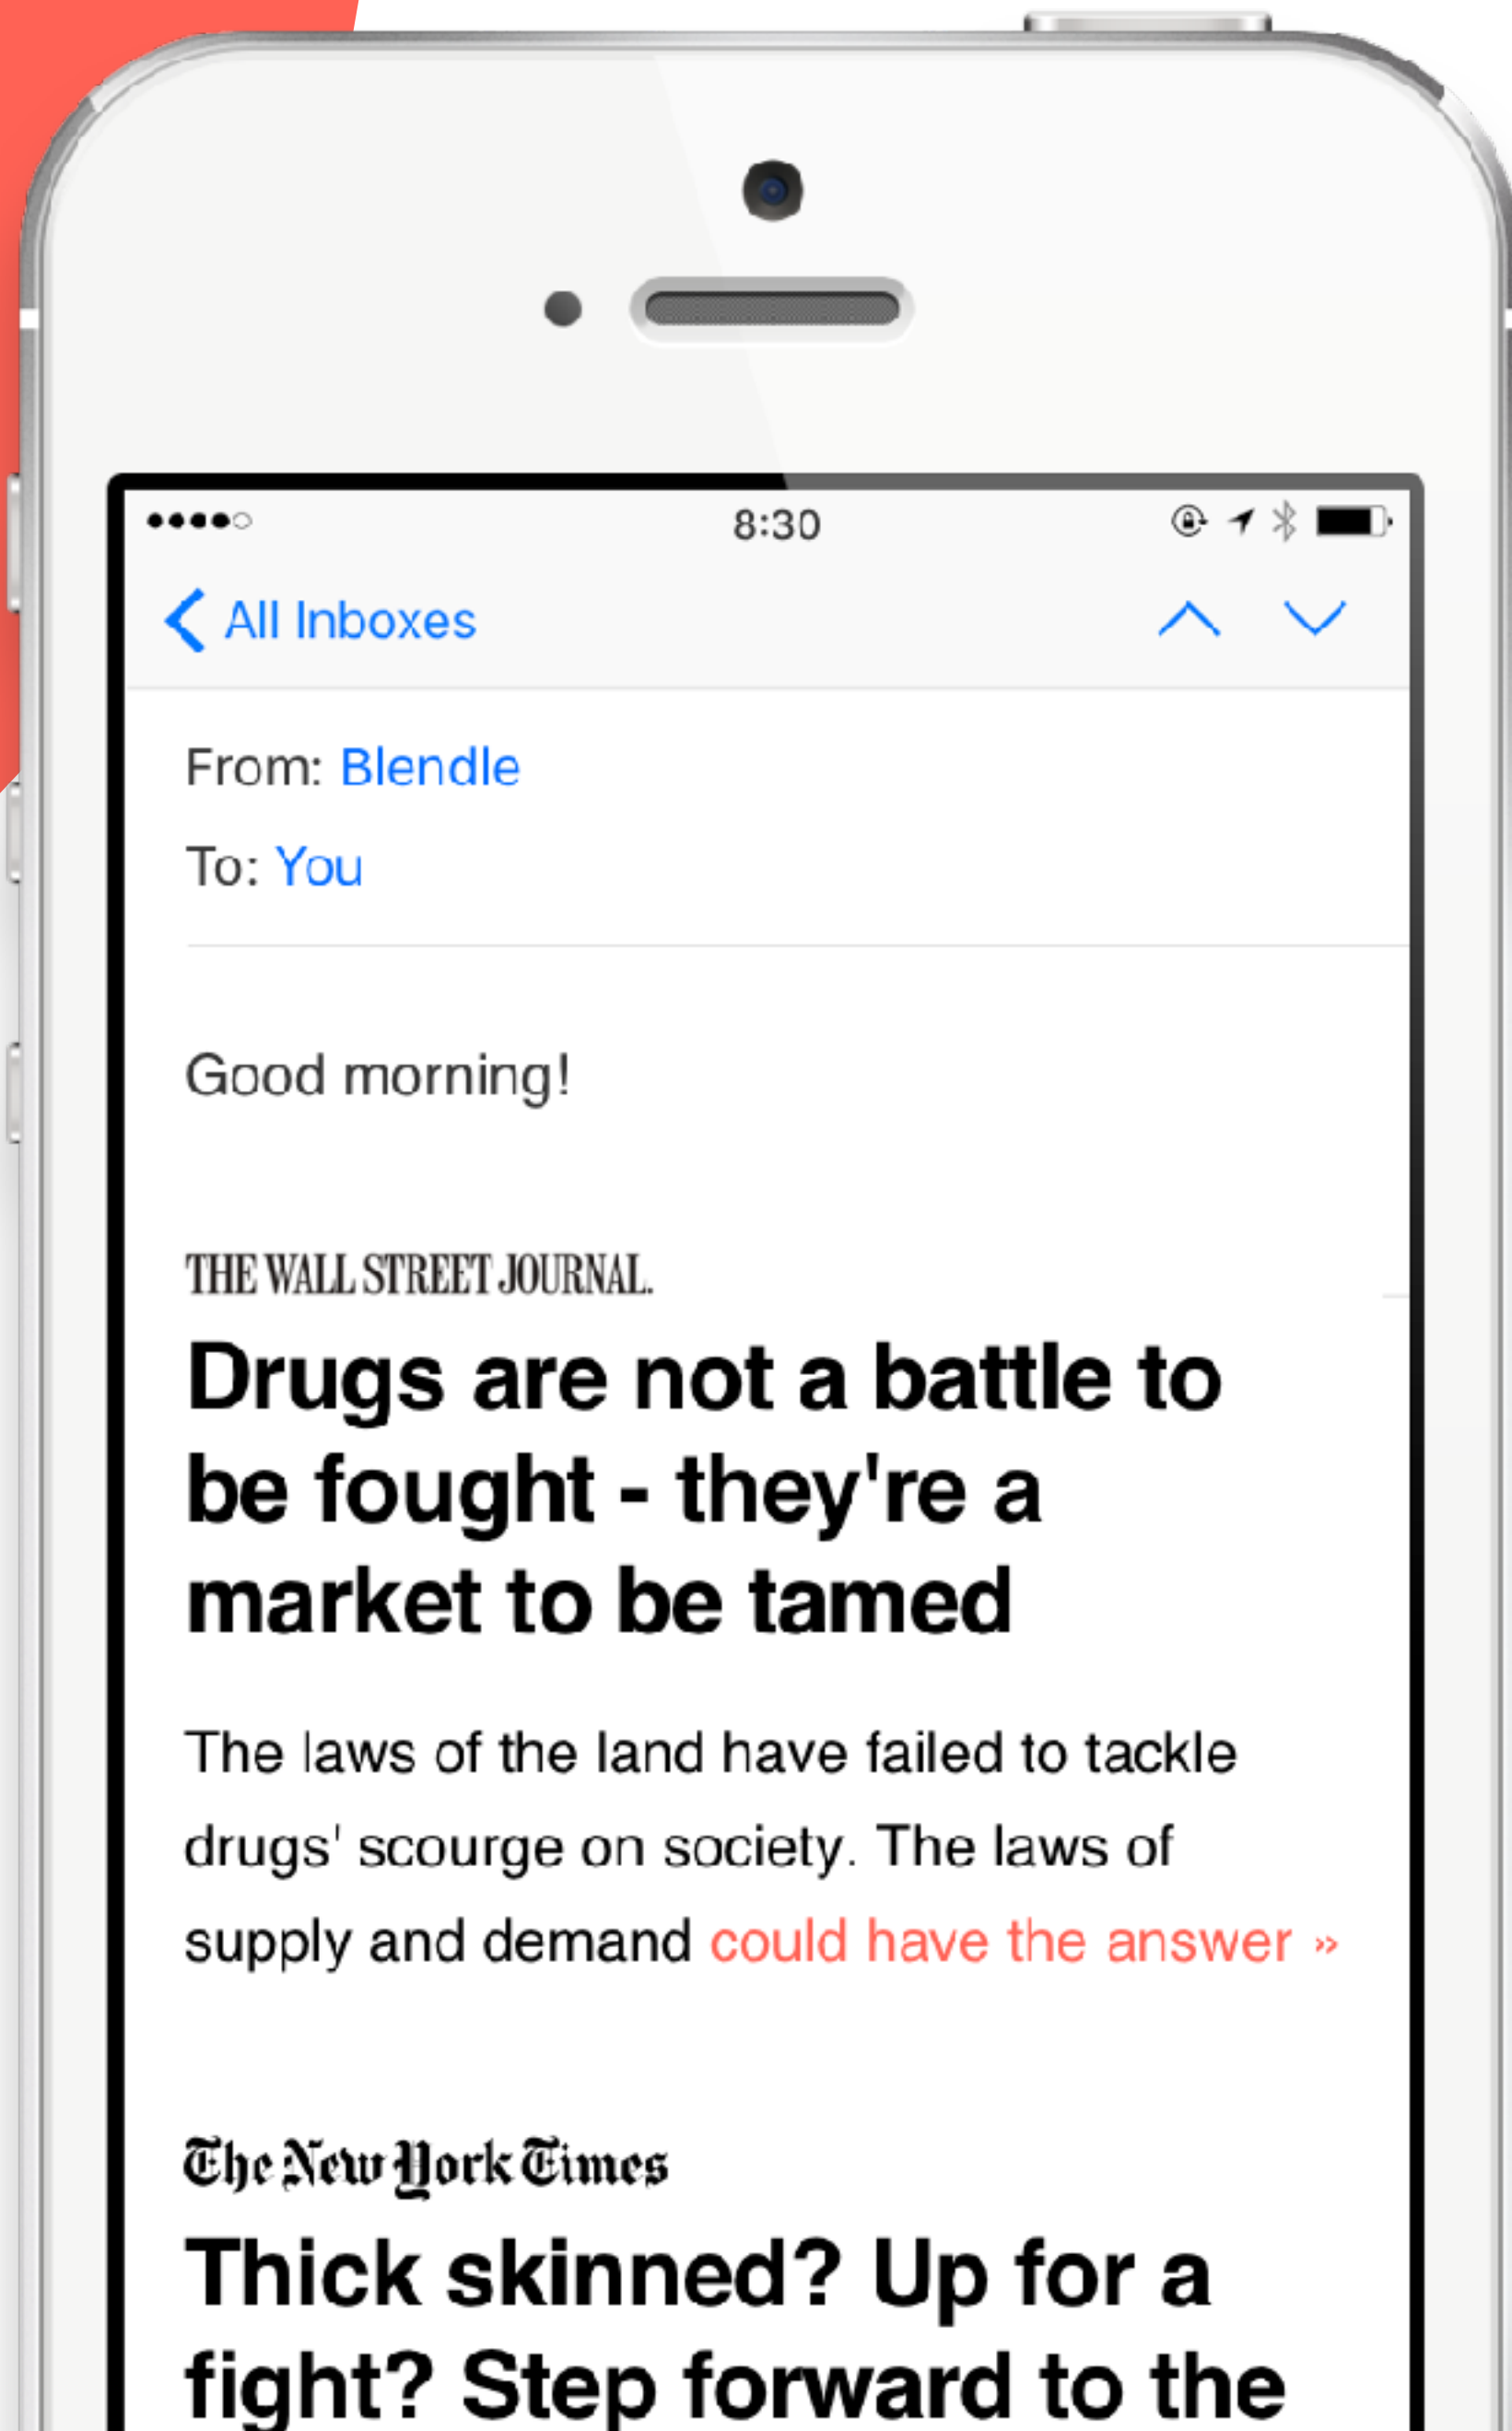 8:30
All Inboxes
From: Blendle
To: You
Good morning!
THE WALL STREET JOURNAL.
Drugs are not a battle to
be fought - they're a
market to be tamed
The laws of the land have failed to tackle
drugs' scourge on society. The laws of
supply and demand could have the answer »
The New York Times
Thick skinned? Up for a
fight? Step forward to the